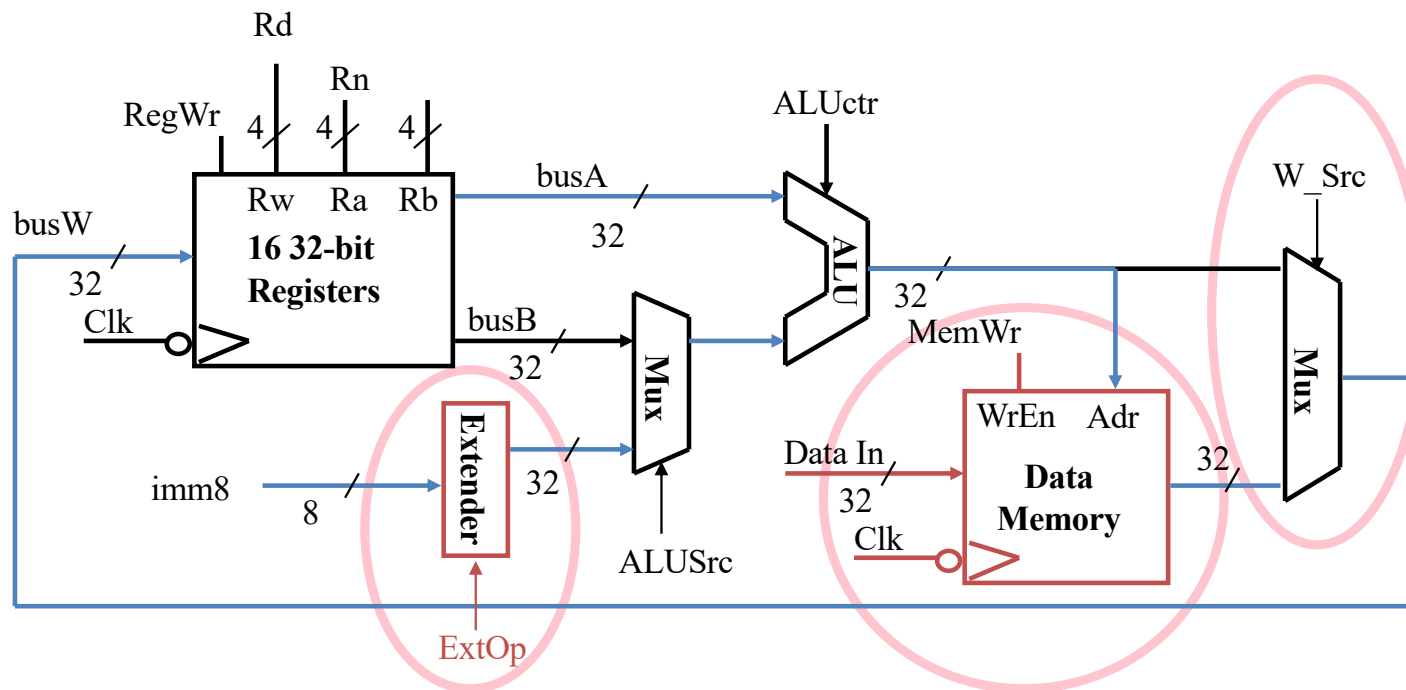 Rd
Rn
RegWr
4
4
4
ALUctr
busA
W_Src
Rw
Ra
Rb
busW
32
16 32-bit
Registers
32
ALU
32
Clk
busB
32
MemWr
Mux
Mux
WrEn
Adr
Extender
32
Data In
32
Data
Memory
32
imm8
8
Clk
ALUSrc
ExtOp